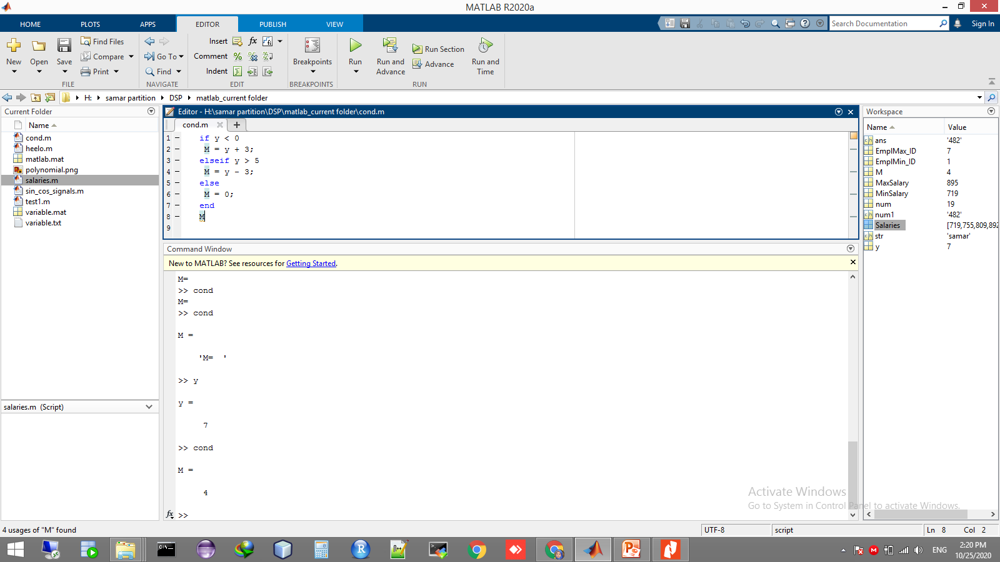 MATLAB R2020a
HOME PLOTS APPS EDITOR PUBLISH VIEW
Search Documentation
Sign In
New Open Save
Find Files
Compare
Print
FILE
Go To
Find
NAVIGATE
Insert fx
Comment %
Indent
EDIT
Breakpoints
BREAKPOINTS
Run
Run and Advance
Run Section
Advance
Run and Time
RUN
H: samar partition DSP matlab_current folder
Current Folder
Name
cond.m
heelo.m
matlab.mat
polynomial.png
salaries.m
sin_cos_signals.m
test1.m
variable.mat
variable.txt
salaries.m (Script)
Editor - H:\samar partition\DSP\matlab_current folder\cond.m
cond.m
1 if y < 0
2 M = y + 3;
3 elseif y > 5
4 M = y - 3;
5 else
6 M = 0;
7 end
8 M
9
Command Window
New to MATLAB? See resources for Getting Started.
M=
>> cond
M=
>> cond
M =
'M=  '
>> y
y =
7
>> cond
M =
4
fx >>
Workspace
Name Value
ans '482'
EmplMax_ID 7
EmplMin_ID 1
M 4
MaxSalary 895
MinSalary 719
num 19
num1 '482'
Salaries [719,755,809,892
str 'samar'
y 7
Activate Windows
Go to System in Control Panel to activate Windows.
4 usages of "M" found
UTF-8
script
Ln 8 Col 2
ENG
2:20 PM
10/25/2020